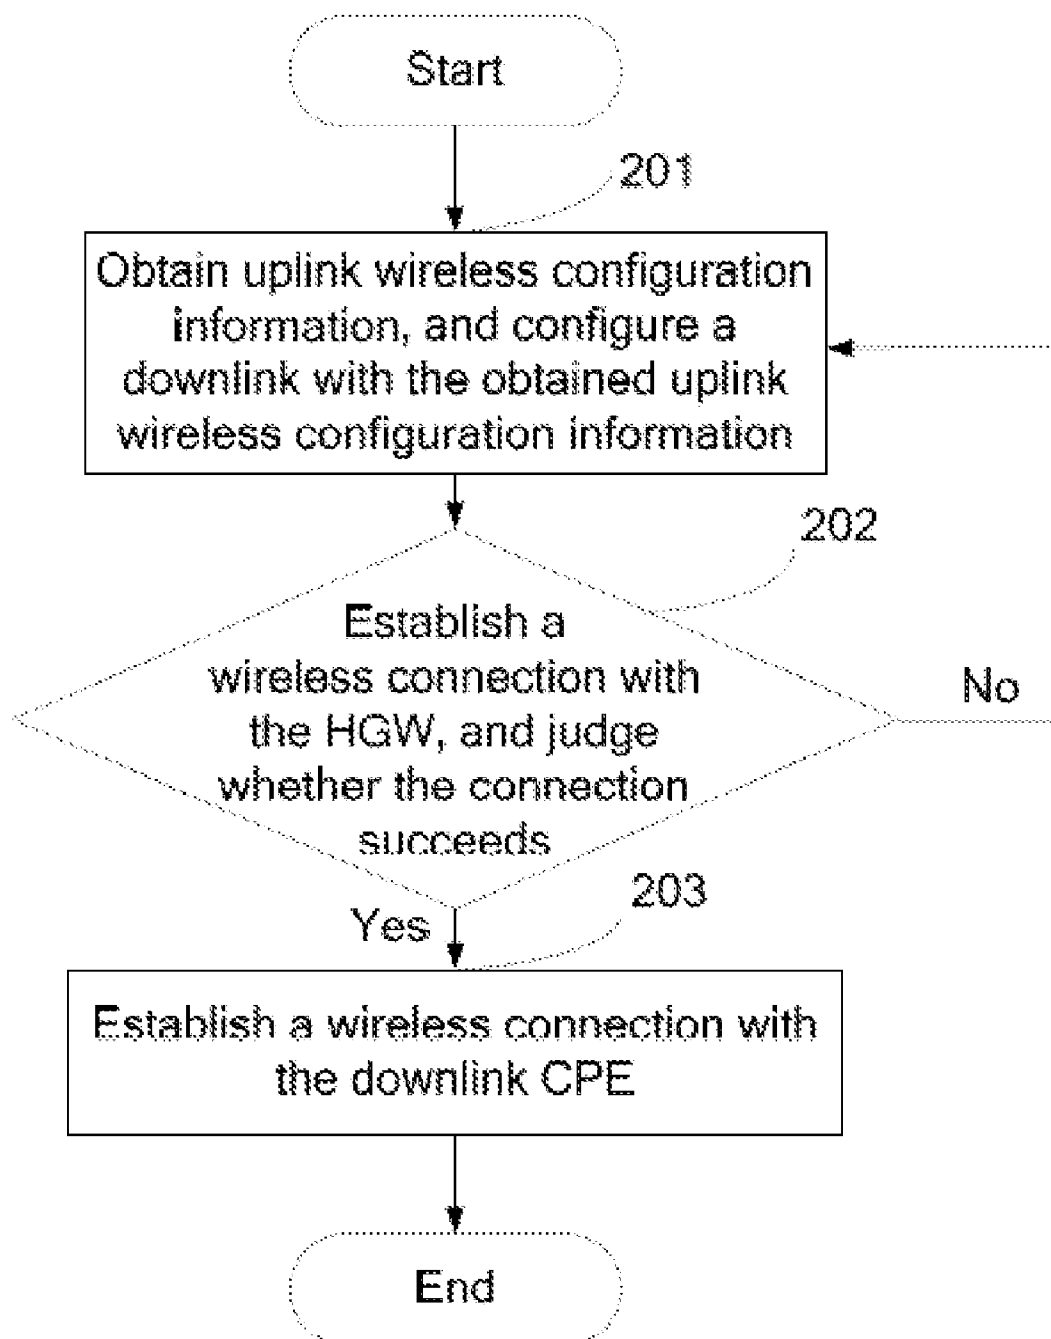 Start
201
Obtain uplink wireless configuration
information, and configure a
downlink with the obtained uplink
wireless configuration information
202
Establish a
wireless connection with
the HGW, and judge
whether the connection
succeeds
No
Yes
203
Establish a wireless connection with
the downlink CPE
End